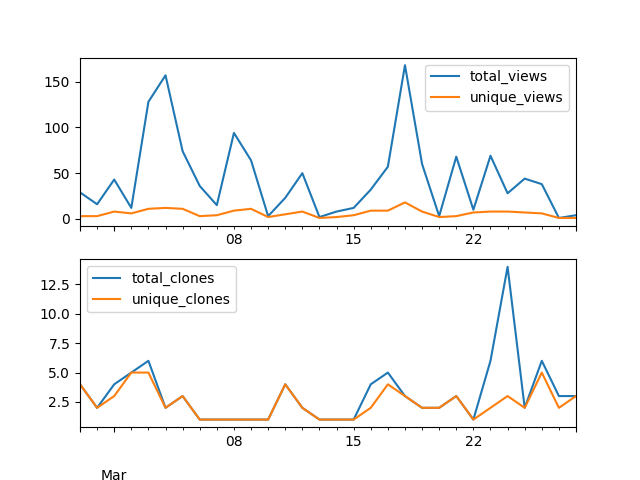 total_views
unique_views
150
100
50
0
08 15 22
total_clones
unique_clones
12.5
10.0
7.5
5.0
2.5
08 15 22
Mar